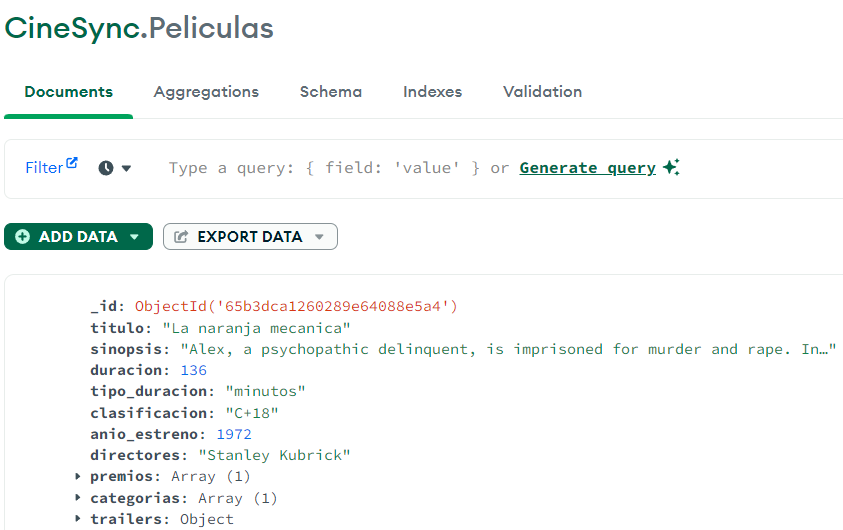 CineSync.Peliculas
Documents Aggregations Schema Indexes Validation
Filter Type a query: { field: 'value' } or Generate query
ADD DATA EXPORT DATA
_id: ObjectId('65b3dca1260289e64088e5a4')
titulo: "La naranja mecanica"
sinopsis: "Alex, a psychopathic delinquent, is imprisoned for murder and rape. In…"
duracion: 136
tipo_duracion: "minutos"
clasificacion: "C+18"
anio_estreno: 1972
directores: "Stanley Kubrick"
premios: Array (1)
categorias: Array (1)
trailers: Object